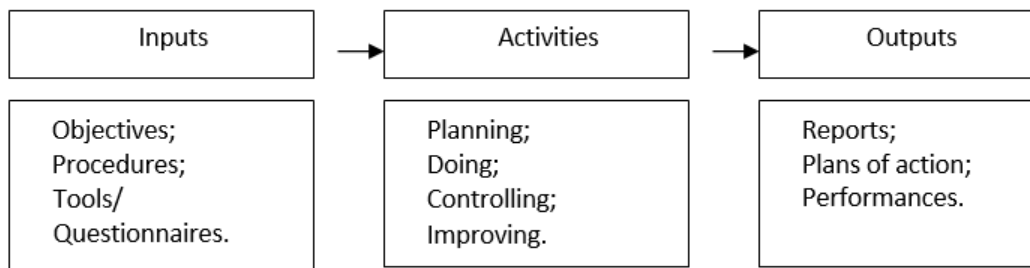 Inputs
Activities
Outputs
Objectives;
Procedures;
Tools/
Questionnaires.
Planning;
Doing;
Controlling;
Improving.
Reports;
Plans of action;
Performances.